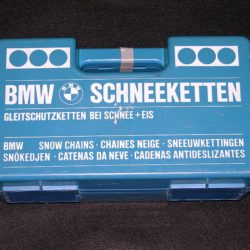 BMW SCHNEEKETTEN
GLEITSCHUTZKETTEN BEI SCHNEE+EIS
BMW SNOW CHAINS · CHAINES NEIGE · SNEEUWKETTINGEN
SNÖKEDJEN · CATENAS DA NEVE · CADENAS ANTIDESLIZANTES